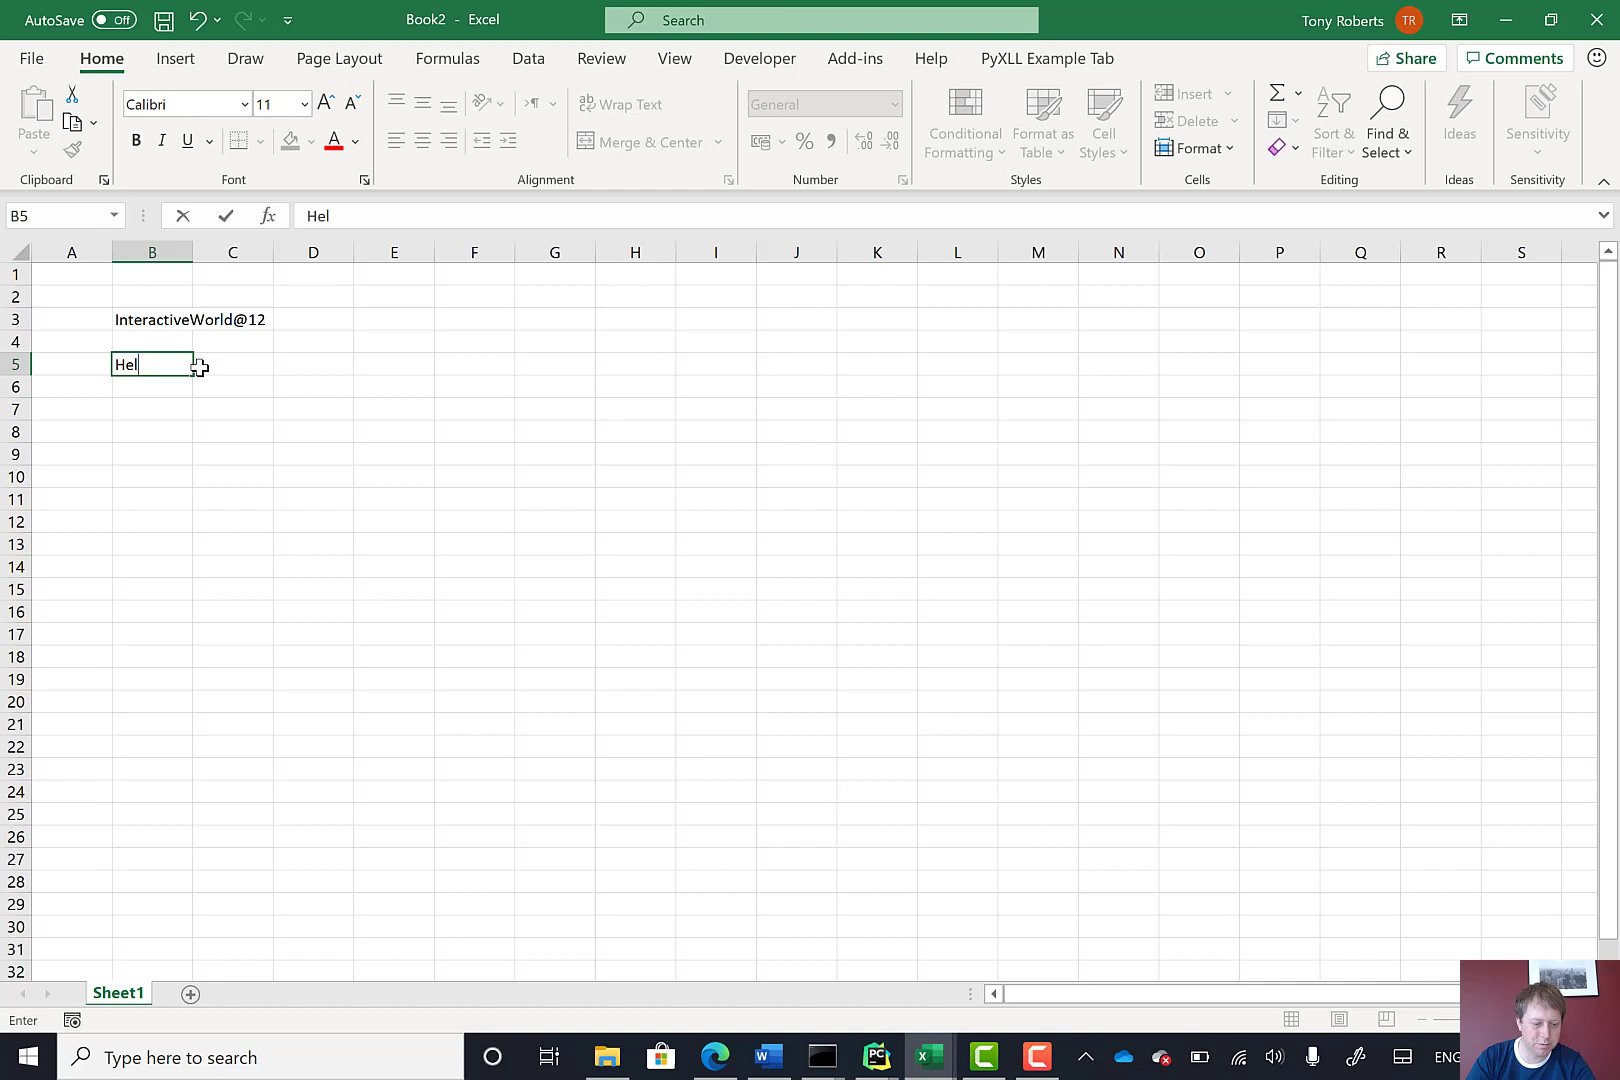 AutoSave Off Book2 - Excel Search Tony Roberts TR
File Home Insert Draw Page Layout Formulas Data Review View Developer Add-ins Help PyXLL Example Tab Share Comments
Paste Calibri 11 A A ab Wrap Text General Conditional Formatting Format as Table Cell Styles Insert Sort & Filter Find & Select Ideas Sensitivity
B I U A Merge & Center % Delete Format
Clipboard Font Alignment Number Styles Cells Editing Ideas Sensitivity
B5 fx Hel
A B C D E F G H I J K L M N O P Q R S
1
2
3 InteractiveWorld@12
4
5 Hel
6
7
8
9
10
11
12
13
14
15
16
17
18
19
20
21
22
23
24
25
26
27
28
29
30
31
32
Sheet1
Enter
Type here to search W PC ENG